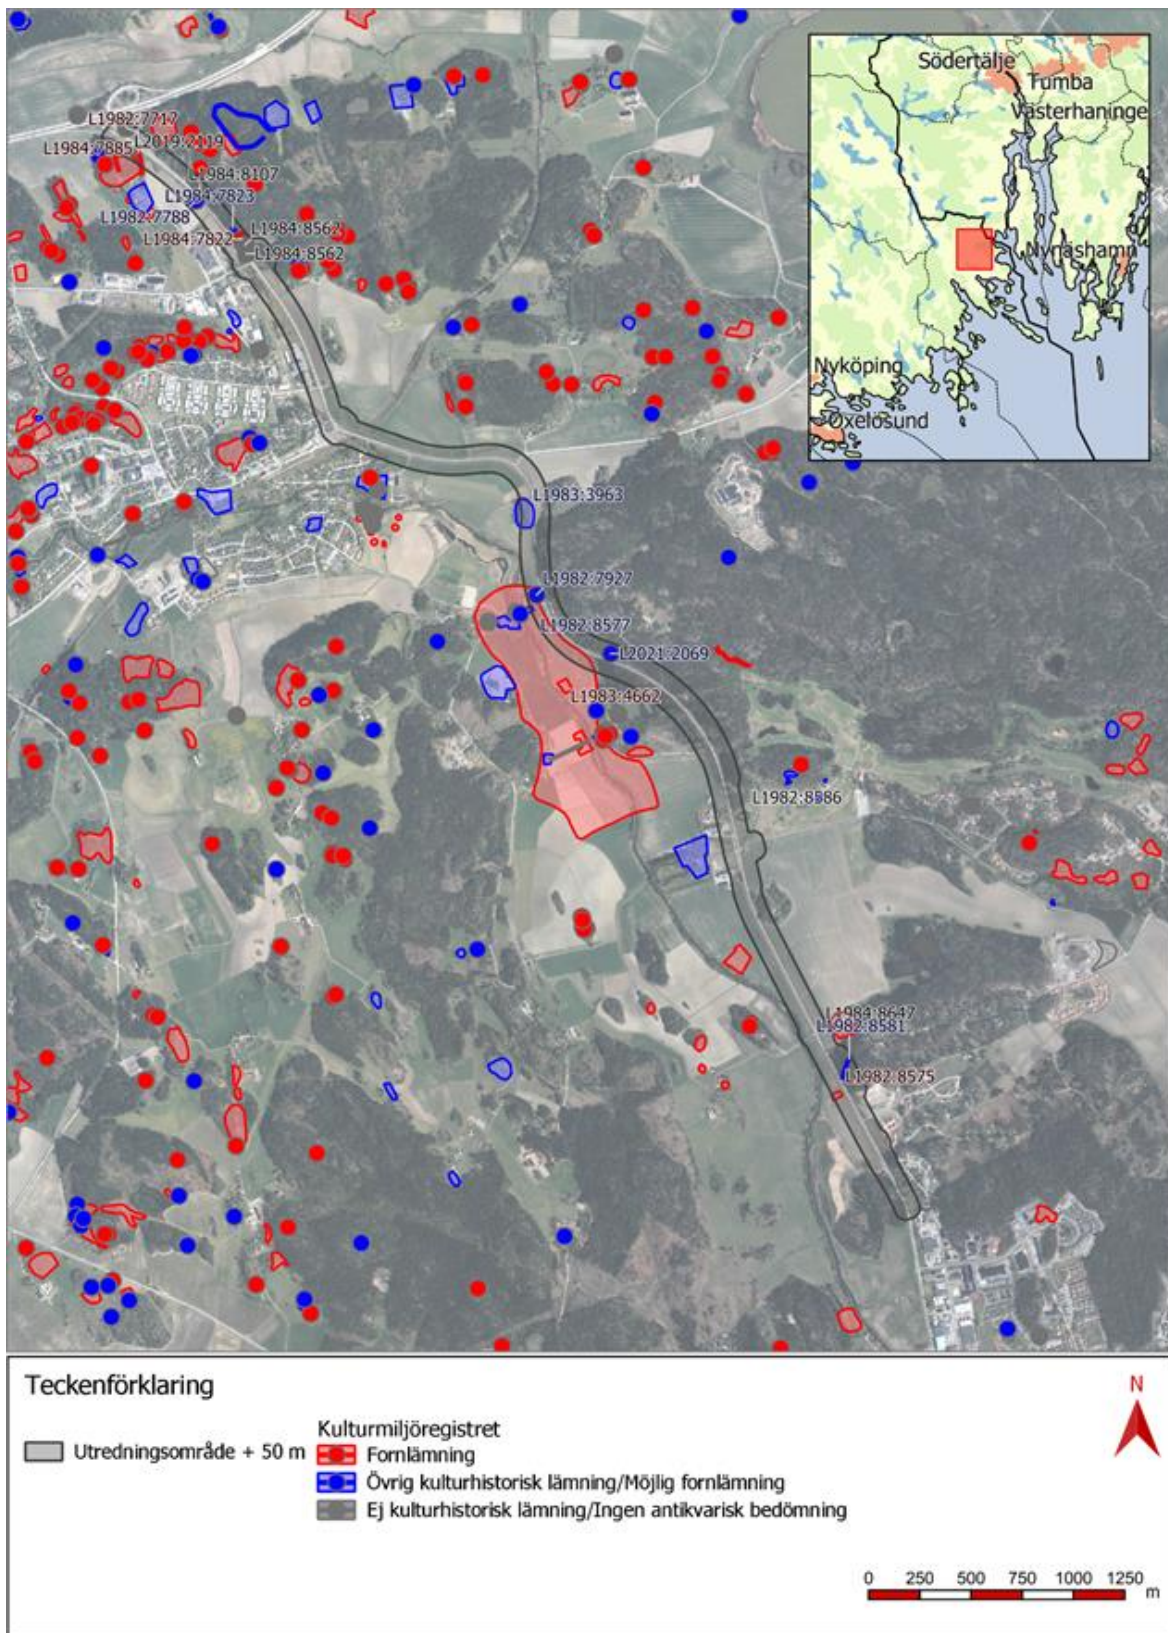 Södertälje
Tumba
Västerhaninge
Nynäshamn
Nyköping
Oxelösund
L1982:7717
L2019:2119
L1984:7885
L1984:8107
L1984:7823
L1982:7788
L1984:7822
L1984:8562
L1984:8562
L1983:3963
L1982:7927
L1982:8577
L2021:2069
L1983:4662
L1982:8586
L1984:8647
L1982:8581
L1982:8575
Teckenförklaring
Utredningsområde + 50 m
Kulturmiljöregistret
Fornlämning
Övrig kulturhistorisk lämning/Möjlig fornlämning
Ej kulturhistorisk lämning/Ingen antikvarisk bedömning
N
0 250 500 750 1000 1250
m